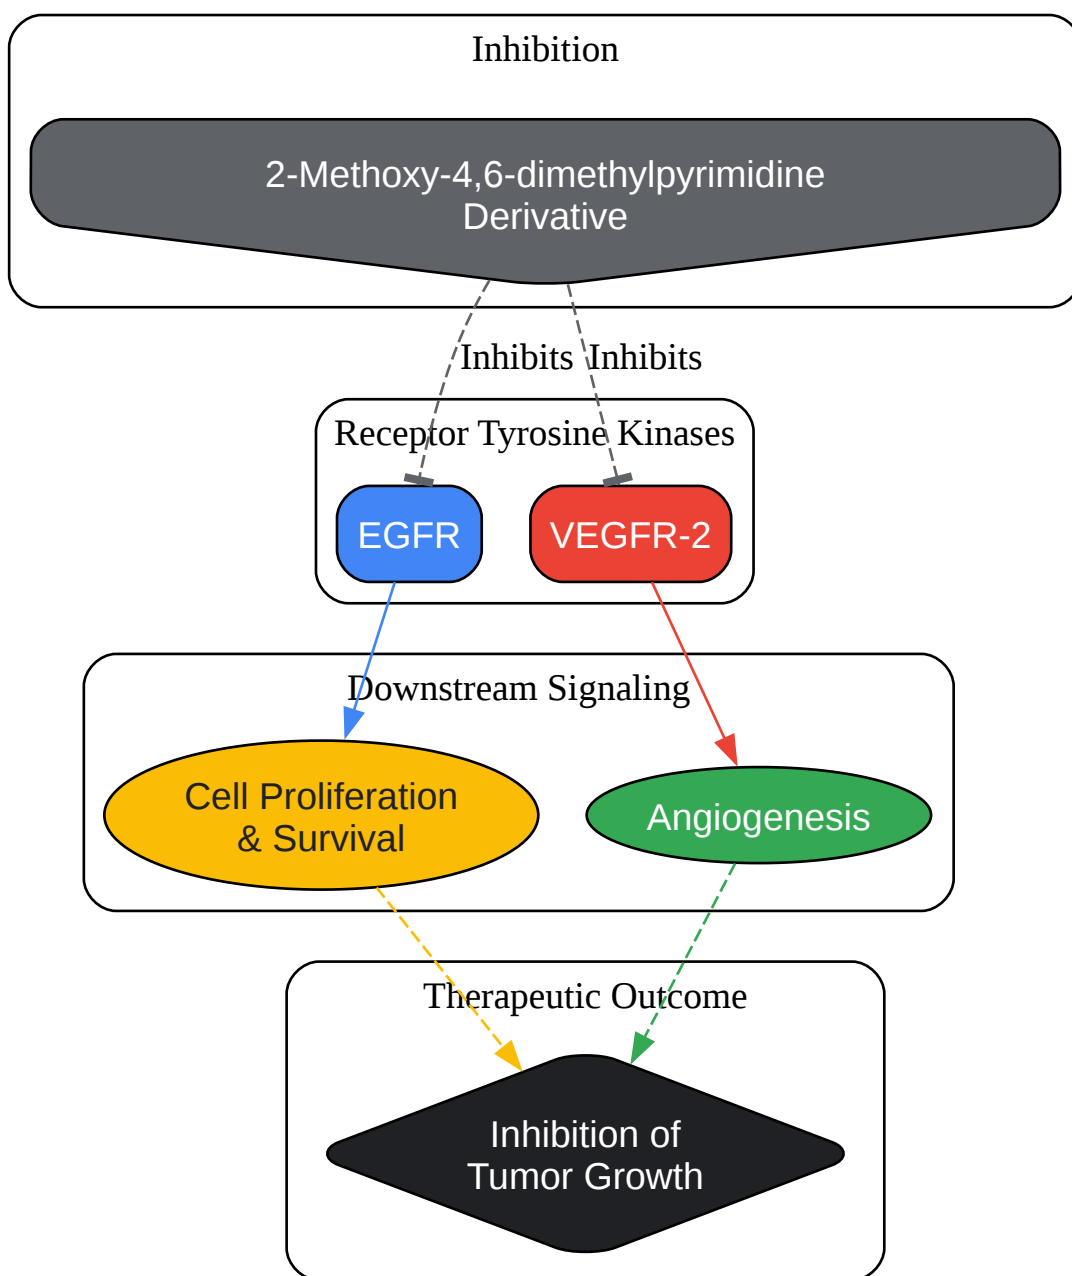 Inhibition
2-Methoxy-4,6-dimethylpyrimidine
Derivative
Inhibits Inhibits
Receptor Tyrosine Kinases
EGFR VEGFR-2
Downstream Signaling
Cell Proliferation
& Survival
Angiogenesis
Therapeutic Outcome
Inhibition of
Tumor Growth